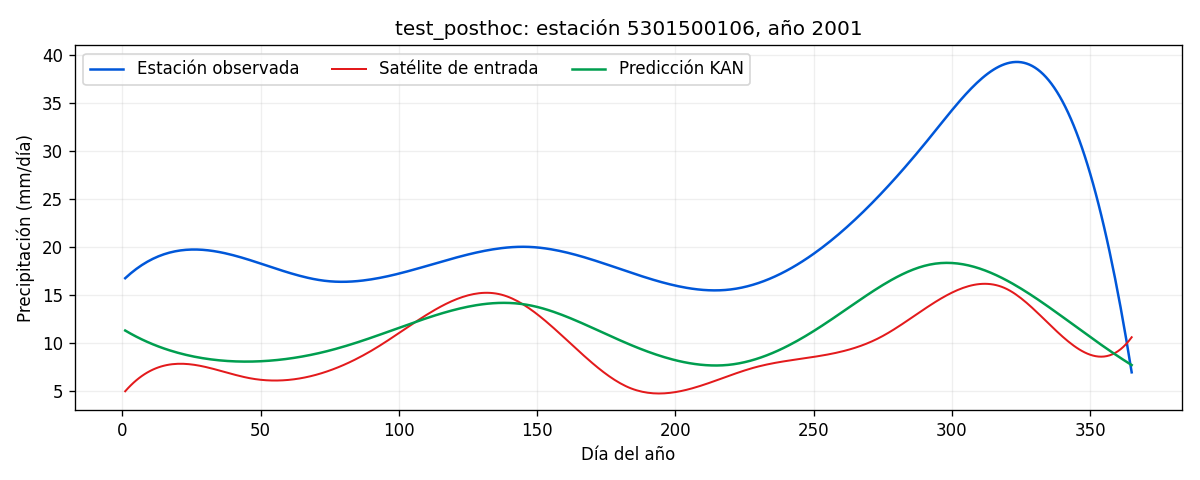 test_posthoc: estación 5301500106, año 2001
Estación observada
Satélite de entrada
Predicción KAN
Precipitación (mm/día)
40
35
30
25
20
15
10
5
0 50 100 150 200 250 300 350
Día del año